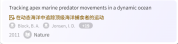 Tracking apex marine predator movements in a dynamic ocean
在动态海洋中追踪顶级海洋捕食者的运动
Block, B. A. Jonsen, I. D.
2011 Nature